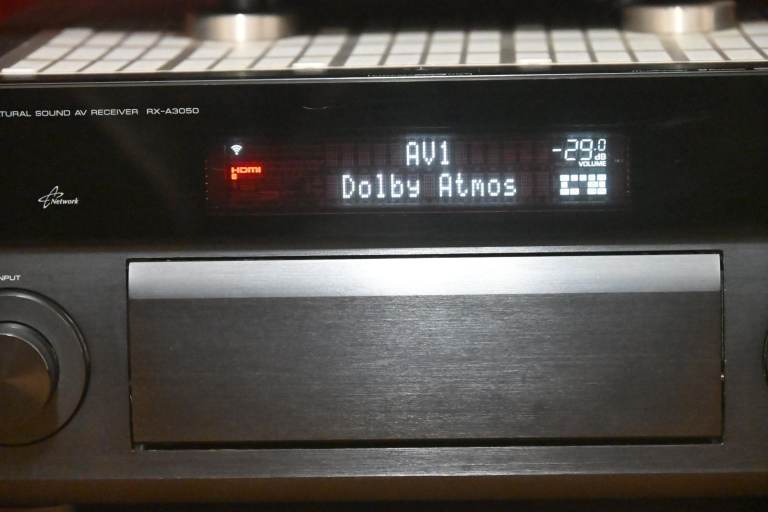 TURAL SOUND AV RECEIVER RX-A3050
AV1
-29.0
dB
VOLUME
HDMI
Dolby Atmos
Network
INPUT